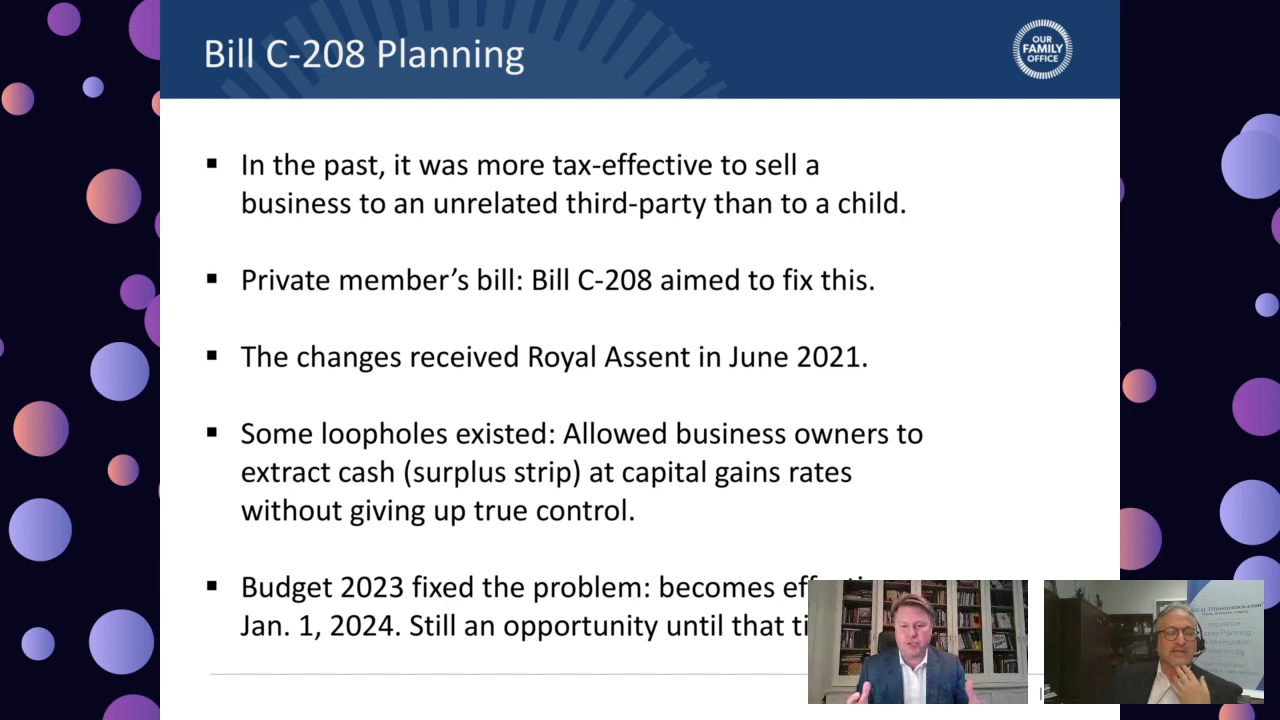 Bill C-208 Planning
OUR
FAMILY
OFFICE
▪ In the past, it was more tax-effective to sell a
business to an unrelated third-party than to a child.
▪ Private member’s bill: Bill C-208 aimed to fix this.
▪ The changes received Royal Assent in June 2021.
▪ Some loopholes existed: Allowed business owners to
extract cash (surplus strip) at capital gains rates
without giving up true control.
▪ Budget 2023 fixed the problem: becomes
Jan. 1, 2024. Still an opportunity until that
Insurance
Planning
Minimization
Philanthropy